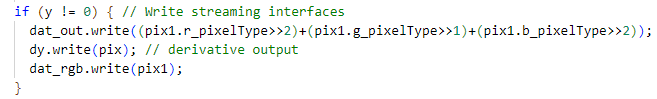 if (y != 0) { // Write streaming interfaces
dat_out.write((pix1.r_pixelType>>2)+(pix1.g_pixelType>>1)+(pix1.b_pixelType>>2));
dy.write(pix); // derivative output
dat_rgb.write(pix1);
}